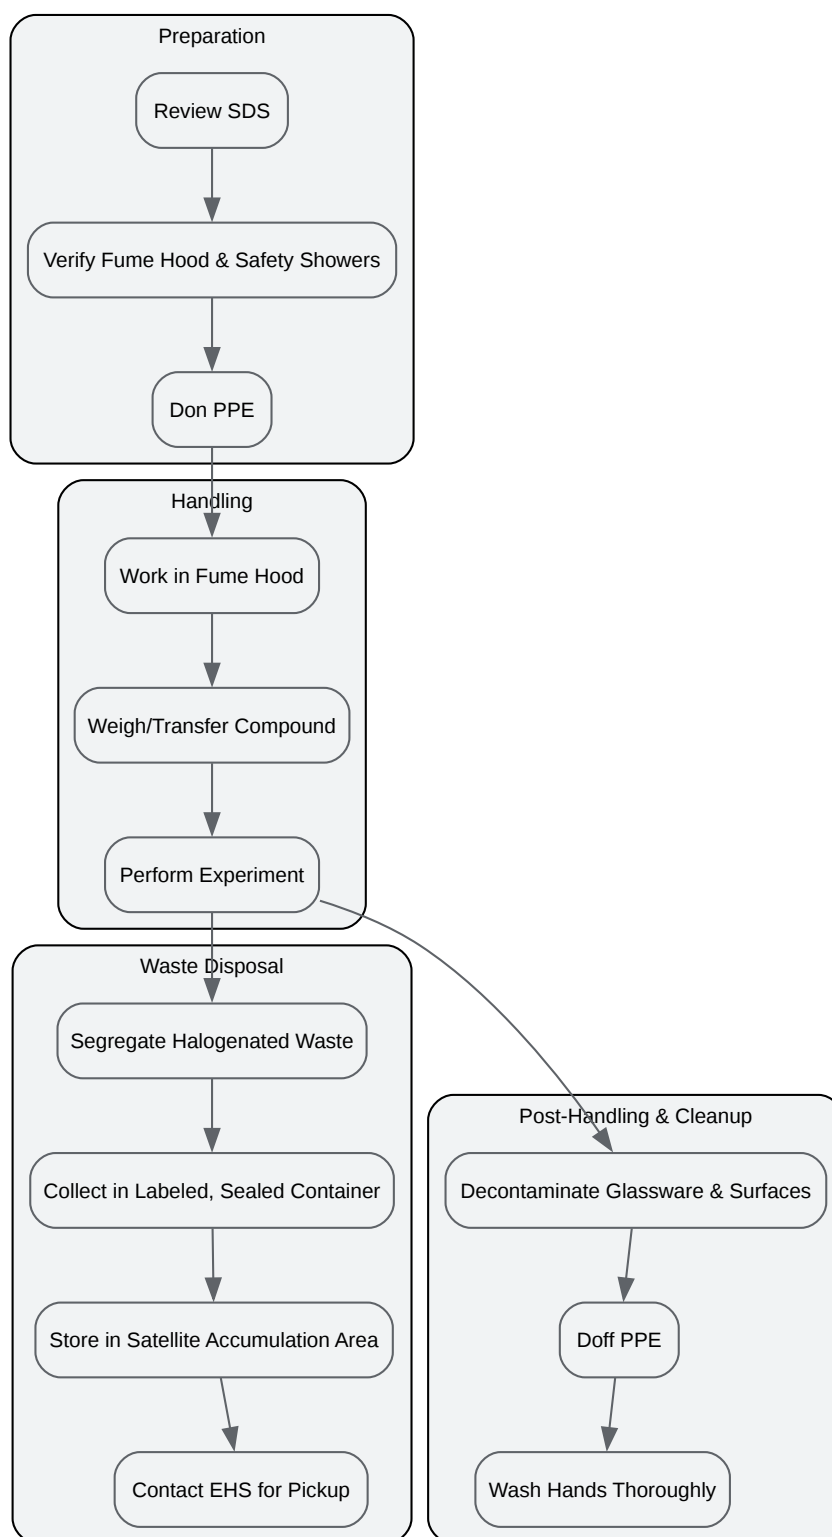 Preparation
Review SDS
Verify Fume Hood & Safety Showers
Don PPE
Handling
Work in Fume Hood
Weigh/Transfer Compound
Perform Experiment
Waste Disposal
Segregate Halogenated Waste
Collect in Labeled, Sealed Container
Store in Satellite Accumulation Area
Contact EHS for Pickup
Post-Handling & Cleanup
Decontaminate Glassware & Surfaces
Doff PPE
Wash Hands Thoroughly